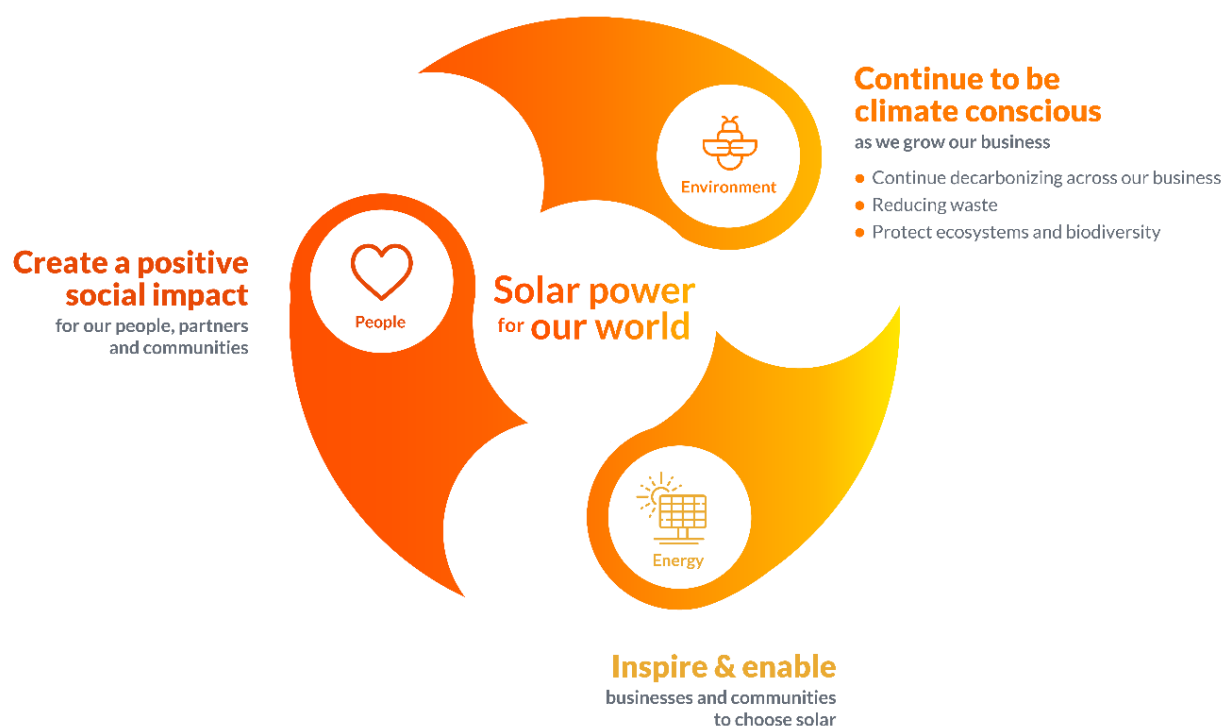 Continue to be
climate conscious
as we grow our business
Continue decarbonizing across our business
Reducing waste
Protect ecosystems and biodiversity
Environment
Create a positive
social impact
for our people, partners
and communities
People
Solar power
for our world
Energy
Inspire & enable
businesses and communities
to choose solar